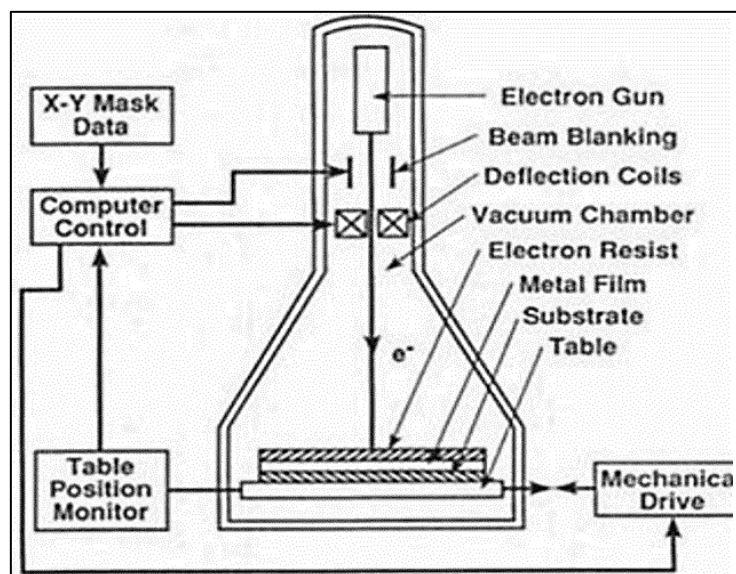 X-Y Mask
Data
Computer
Control
Table
Position
Monitor
Electron Gun
Beam Blanking
Deflection Coils
Vacuum Chamber
Electron Resist
Metal Film
Substrate
Table
e-
Mechanical
Drive